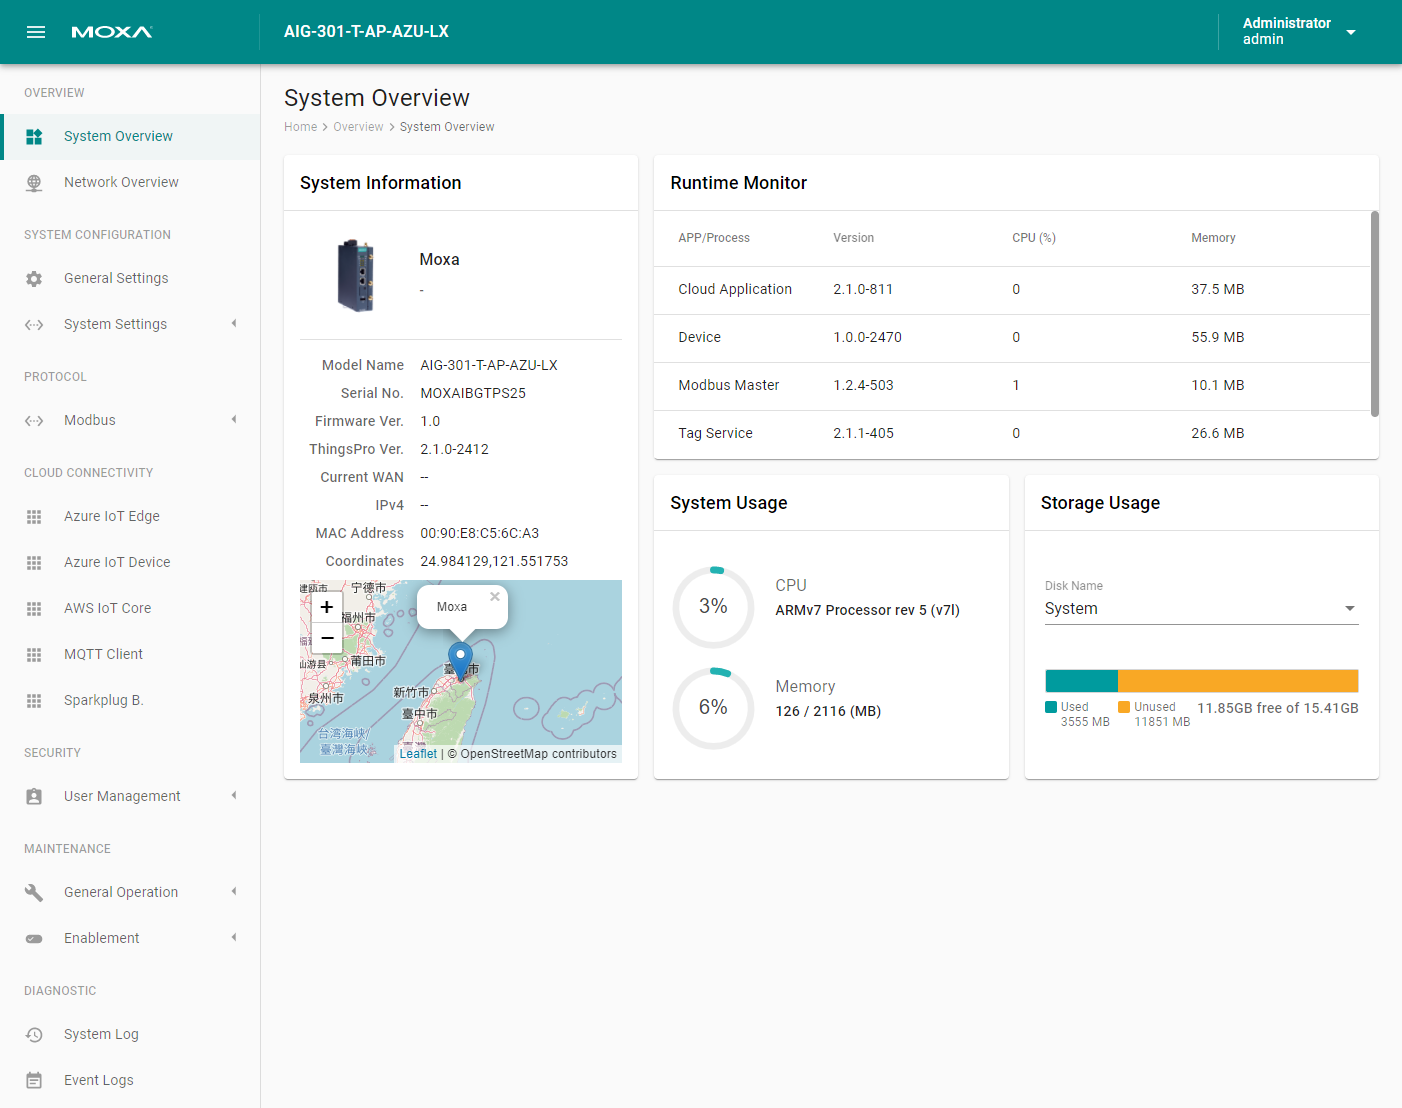 MOXA
AIG-301-T-AP-AZU-LX
Administrator
admin
OVERVIEW
System Overview
Network Overview
SYSTEM CONFIGURATION
General Settings
System Settings
PROTOCOL
Modbus
CLOUD CONNECTIVITY
Azure IoT Edge
Azure IoT Device
AWS IoT Core
MQTT Client
Sparkplug B.
SECURITY
User Management
MAINTENANCE
General Operation
Enablement
DIAGNOSTIC
System Log
Event Logs
System Overview
Home > Overview > System Overview
System Information
Moxa
-
Model Name AIG-301-T-AP-AZU-LX
Serial No. MOXAIBGTPS25
Firmware Ver. 1.0
ThingsPro Ver. 2.1.0-2412
Current WAN --
IPv4 --
MAC Address 00:90:E8:C5:6C:A3
Coordinates 24.984129,121.551753
宁德市
Moxa ×
+
−
福州市
莆田市
泉州市
新竹市
臺中市
台湾海峡/
臺灣海峽
Leaflet | © OpenStreetMap contributors
Runtime Monitor
APP/Process Version CPU (%) Memory
Cloud Application 2.1.0-811 0 37.5 MB
Device 1.0.0-2470 0 55.9 MB
Modbus Master 1.2.4-503 1 10.1 MB
Tag Service 2.1.1-405 0 26.6 MB
System Usage
3%
CPU
ARMv7 Processor rev 5 (v7l)
6%
Memory
126 / 2116 (MB)
Storage Usage
Disk Name
System
Used
3555 MB
Unused
11851 MB
11.85GB free of 15.41GB